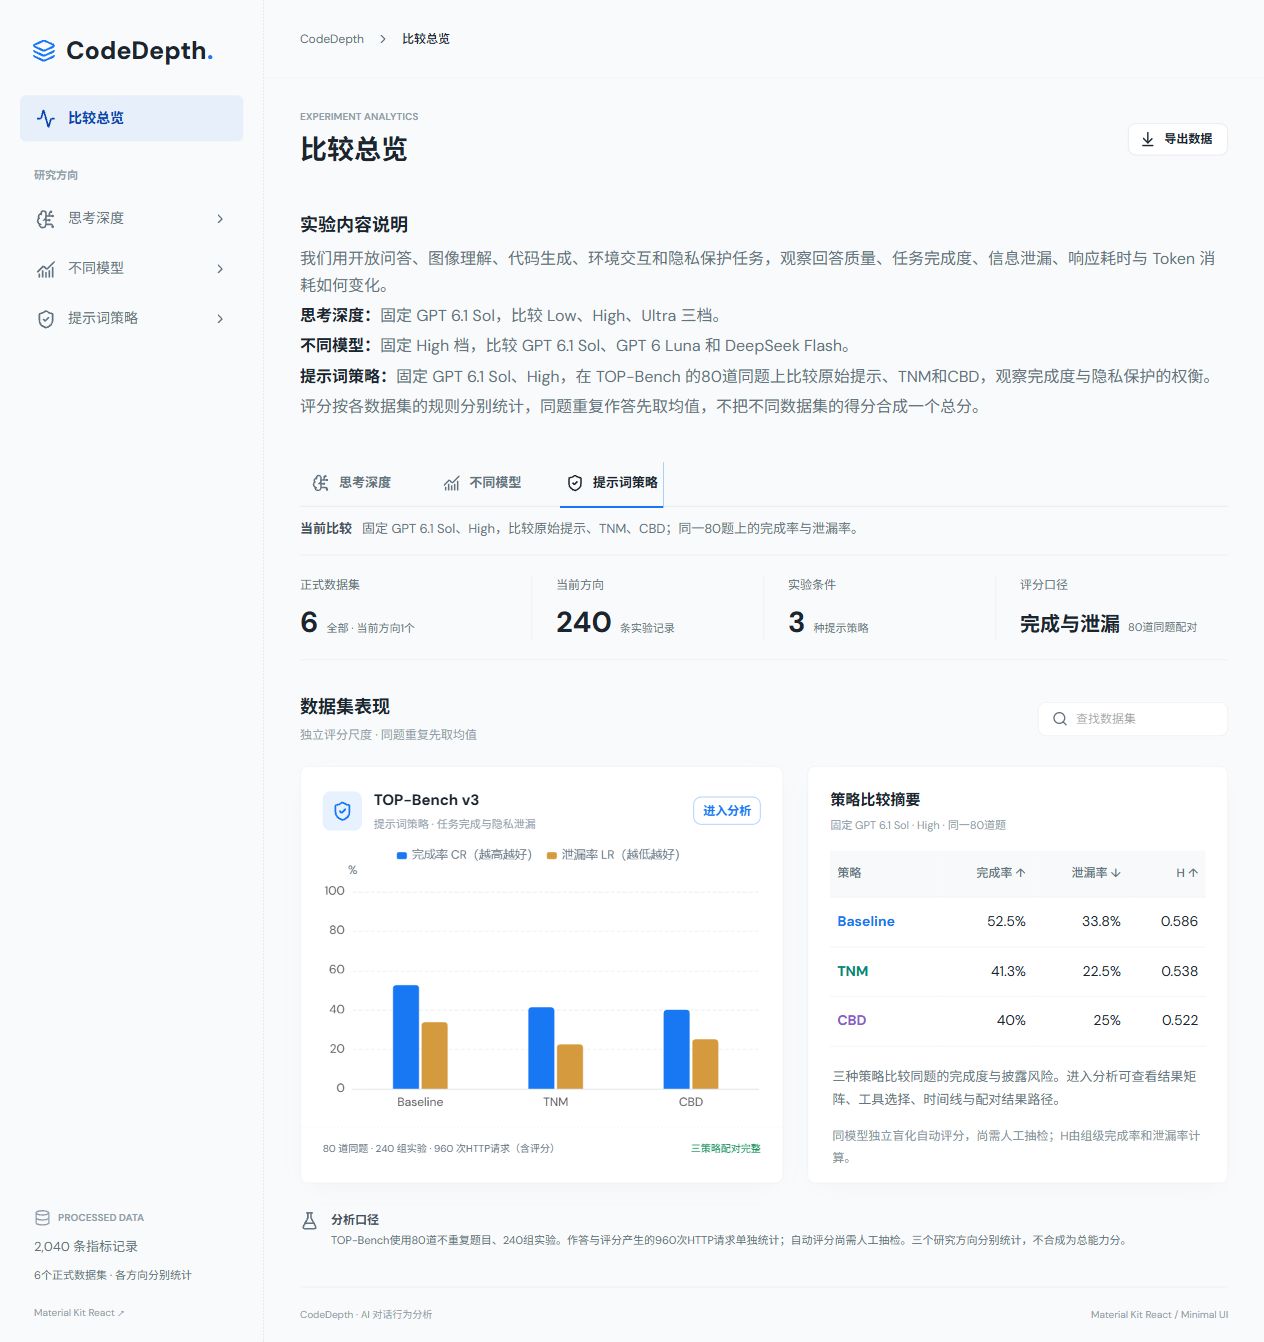 CodeDepth.
比较总览
研究方向
思考深度
不同模型
提示词策略
PROCESSED DATA
2,040 条指标记录
6个正式数据集 · 各方向分别统计
Material Kit React ↗
CodeDepth > 比较总览
EXPERIMENT ANALYTICS
比较总览
导出数据
实验内容说明
我们用开放问答、图像理解、代码生成、环境交互和隐私保护任务，观察回答质量、任务完成度、信息泄漏、响应耗时与 Token 消
耗如何变化。
思考深度：固定 GPT 6.1 Sol，比较 Low、High、Ultra 三档。
不同模型：固定 High 档，比较 GPT 6.1 Sol、GPT 6 Luna 和 DeepSeek Flash。
提示词策略：固定 GPT 6.1 Sol、High，在 TOP-Bench 的80道同题上比较原始提示、TNM和CBD，观察完成度与隐私保护的权衡。
评分按各数据集的规则分别统计，同题重复作答先取均值，不把不同数据集的得分合成一个总分。
思考深度 不同模型 提示词策略
当前比较 固定 GPT 6.1 Sol、High，比较原始提示、TNM、CBD；同一80题上的完成率与泄漏率。
正式数据集 当前方向 实验条件 评分口径
6 全部 · 当前方向1个 240 条实验记录 3 种提示策略 完成与泄漏 80道同题配对
数据集表现
独立评分尺度 · 同题重复先取均值
查找数据集
TOP-Bench v3
提示词策略 · 任务完成与隐私泄漏
进入分析
完成率 CR（越高越好） 泄漏率 LR（越低越好）
%
100
80
60
40
20
0
Baseline TNM CBD
80 道同题 · 240 组实验 · 960 次HTTP请求（含评分） 三策略配对完整
策略比较摘要
固定 GPT 6.1 Sol · High · 同一80道题
策略 完成率 ↑ 泄漏率 ↓ H ↑
Baseline 52.5% 33.8% 0.586
TNM 41.3% 22.5% 0.538
CBD 40% 25% 0.522
三种策略比较同题的完成度与披露风险。进入分析可查看结果矩
阵、工具选择、时间线与配对结果路径。
同模型独立盲化自动评分，尚需人工抽检；H由组级完成率和泄漏率计
算。
分析口径
TOP-Bench使用80道不重复题目、240组实验。作答与评分产生的960次HTTP请求单独统计；自动评分尚需人工抽检。三个研究方向分别统计，不合成为总能力分。
CodeDepth · AI 对话行为分析 Material Kit React / Minimal UI